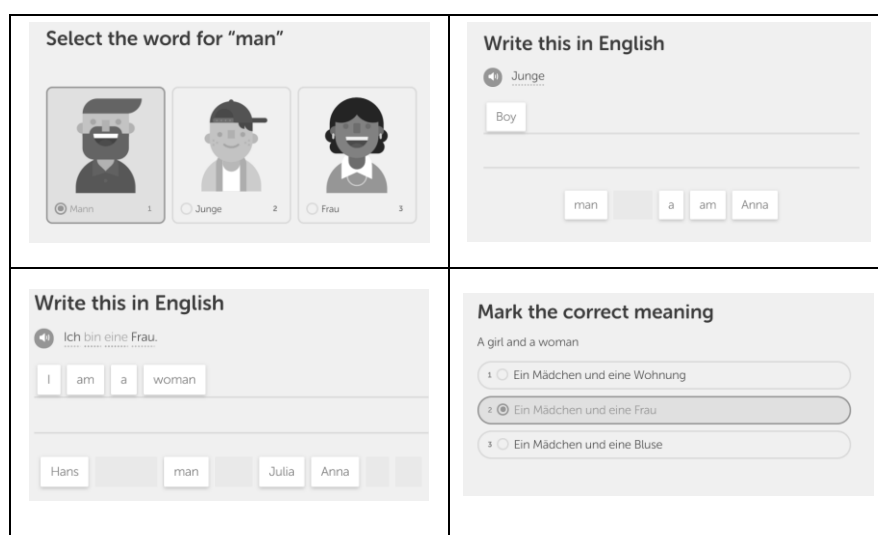 Select the word for “man”
Mann 1 Junge 2 Frau 3
Write this in English
Junge
Boy
man a am Anna
Write this in English
Ich bin eine Frau.
I am a woman
Hans man Julia Anna
Mark the correct meaning
A girl and a woman
1 Ein Mädchen und eine Wohnung
2 Ein Mädchen und eine Frau
3 Ein Mädchen und eine Bluse